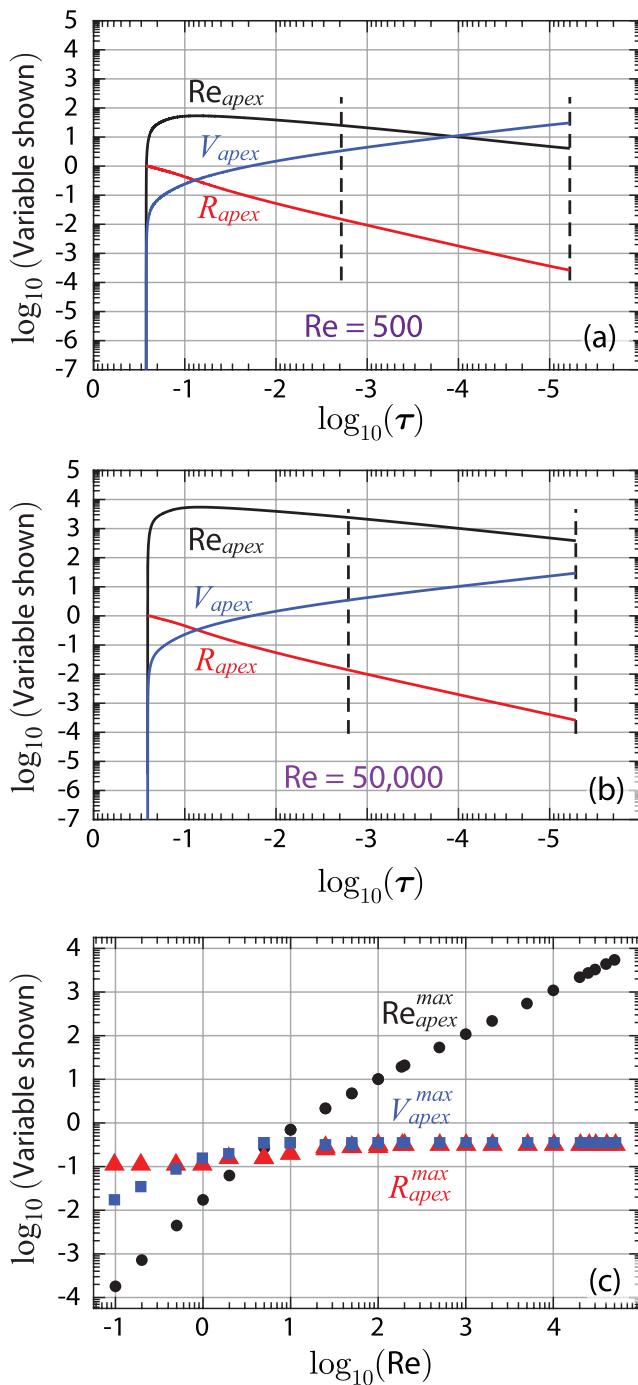 5
4
3
2
1
0
-1
-2
-3
-4
-5
-6
-7
log₁₀ (Variable shown)
Re_apex
V_apex
R_apex
Re = 500
(a)
0 -1 -2 -3 -4 -5
log₁₀(τ)
5
4
3
2
1
0
-1
-2
-3
-4
-5
-6
-7
log₁₀ (Variable shown)
Re_apex
V_apex
R_apex
Re = 50,000
(b)
0 -1 -2 -3 -4 -5
log₁₀(τ)
4
3
2
1
0
-1
-2
-3
-4
log₁₀ (Variable shown)
Re_apex^max
V_apex^max
R_apex^max
(c)
-1 0 1 2 3 4
log₁₀(Re)